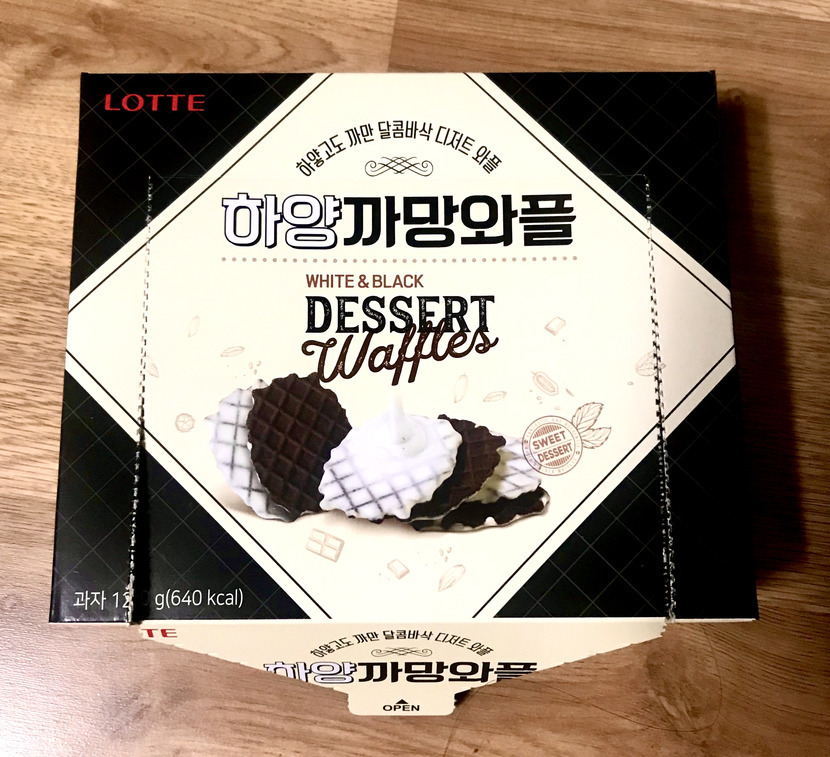 LOTTE
하얗고도 까만 달콤바삭 디저트 와플
하양까망와플
WHITE & BLACK
DESSERT
Waffles
SWEET
DESSERT
과자 g(640 kcal)
TE
하얗고도 까만 달콤바삭 디저트 와플
하양까망와플
OPEN